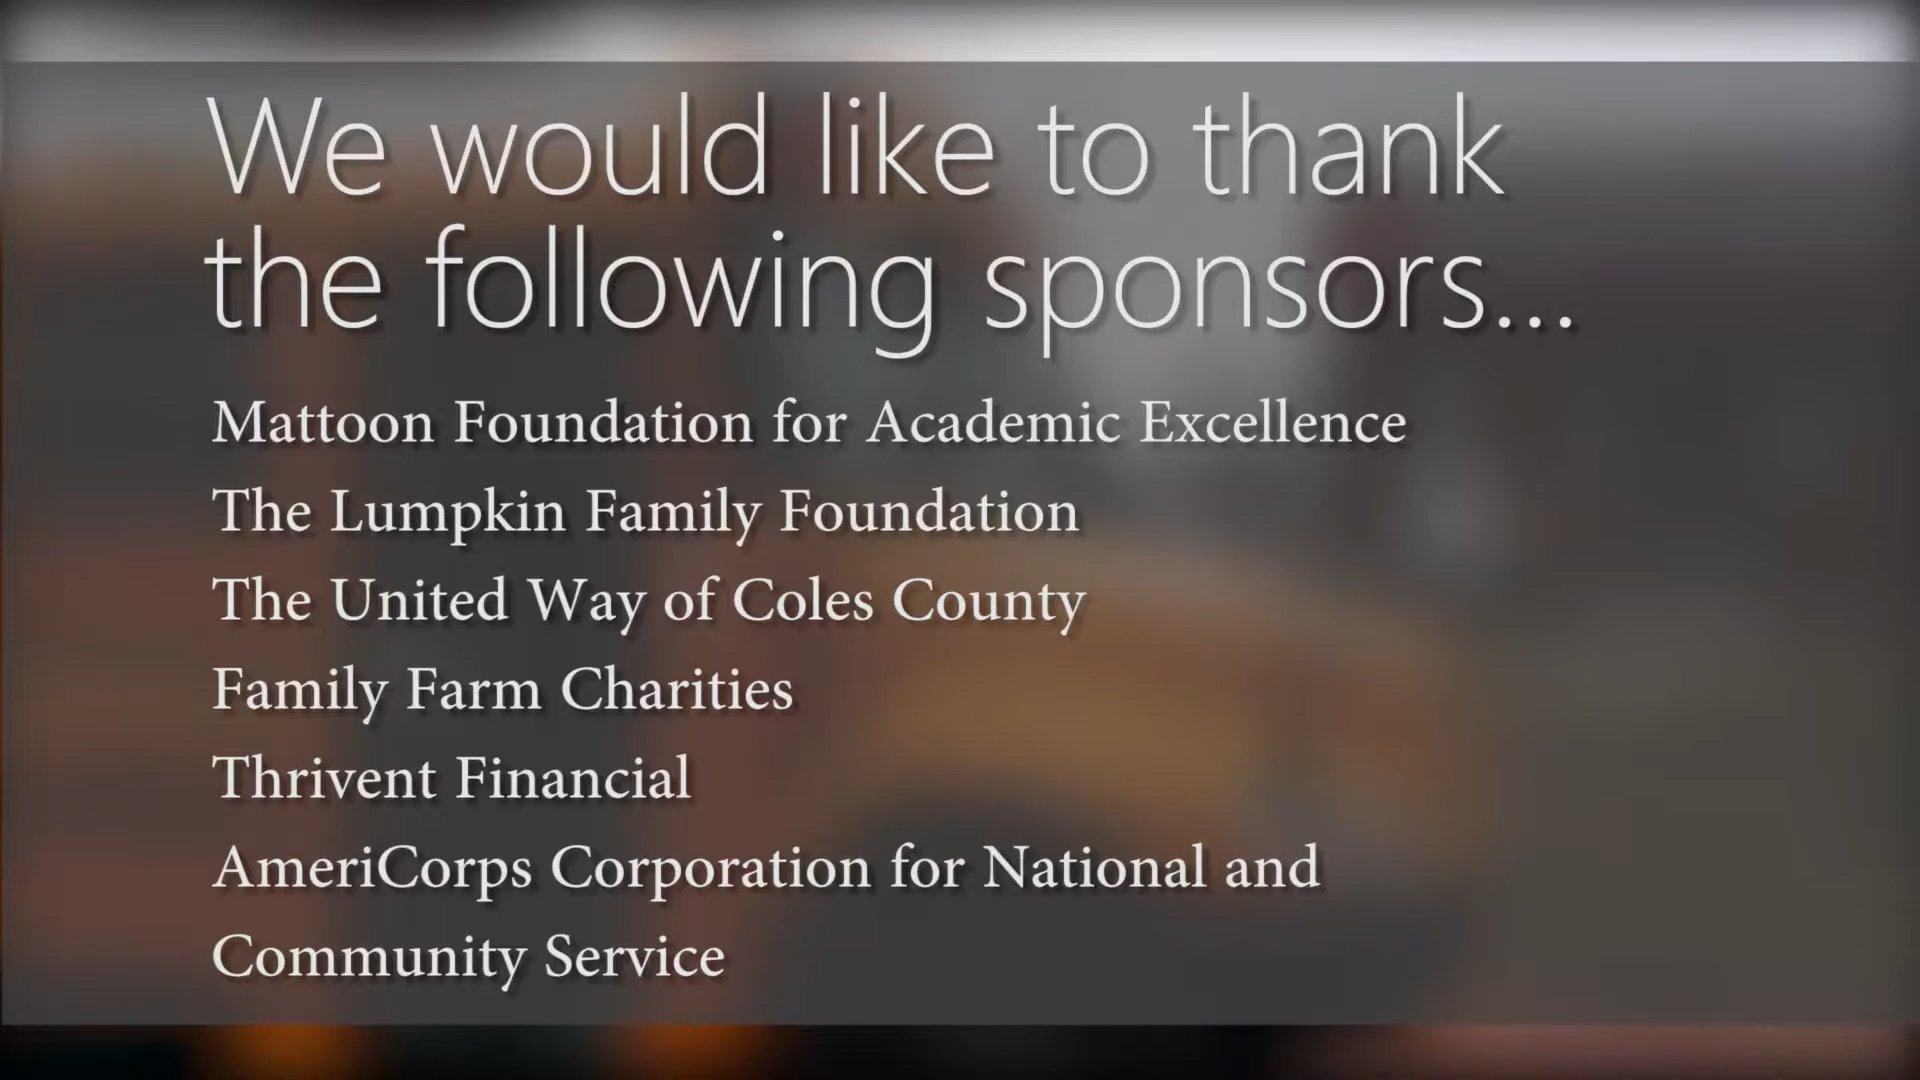 We would like to thank
the following sponsors...
Mattoon Foundation for Academic Excellence
The Lumpkin Family Foundation
The United Way of Coles County
Family Farm Charities
Thrivent Financial
AmeriCorps Corporation for National and
Community Service